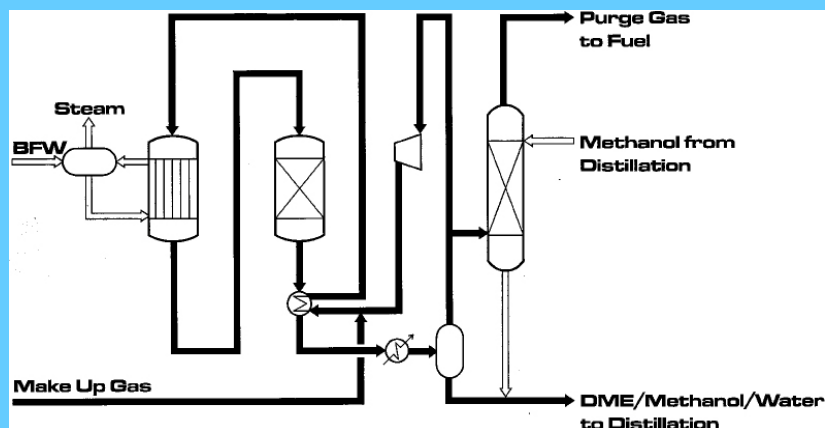 Purge Gas
to Fuel
Steam
BFW
Methanol from
Distillation
Make Up Gas
DME/Methanol/Water
to Distillation